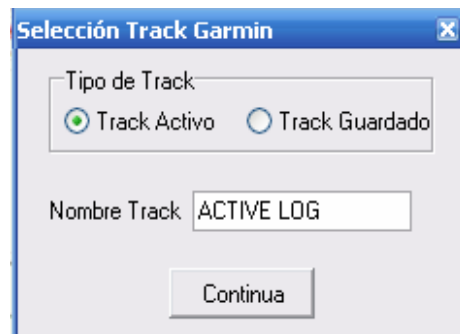 Selección Track Garmin
Tipo de Track
Track Activo Track Guardado
Nombre Track ACTIVE LOG
Continua